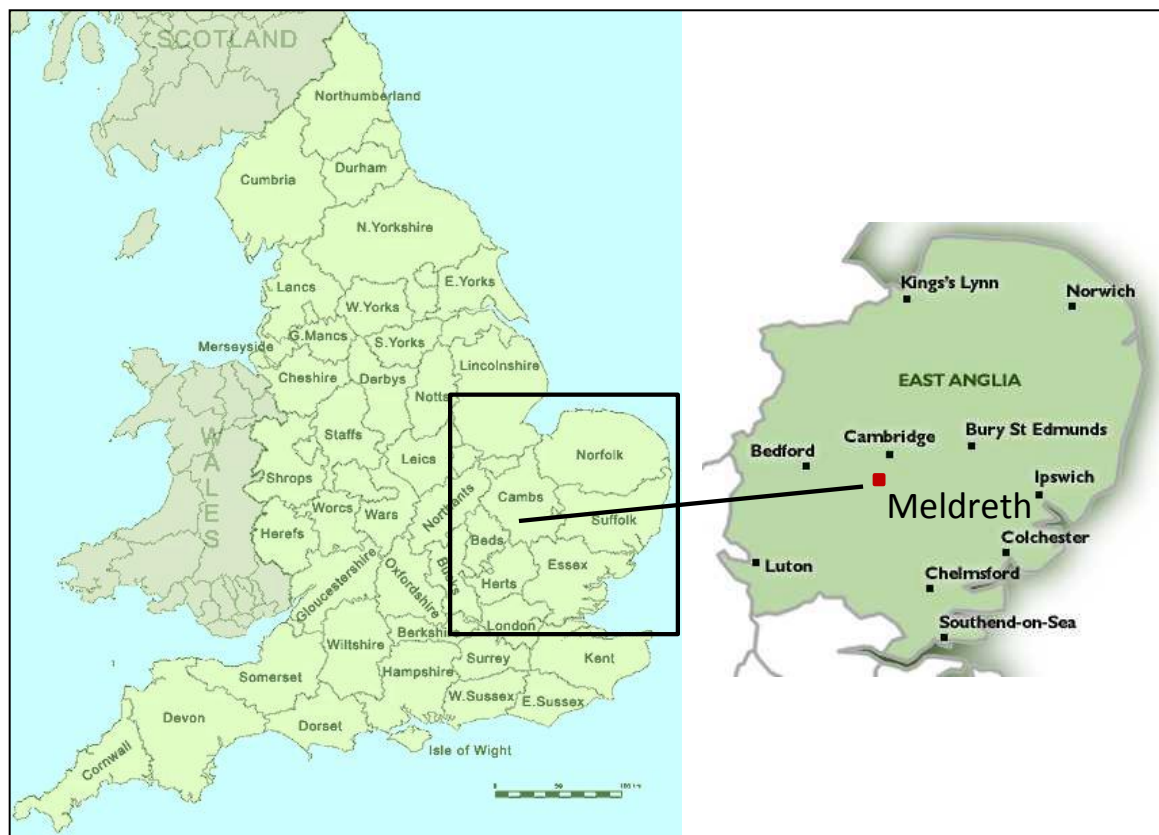 SCOTLAND
Northumberland
Durham
Cumbria
N.Yorkshire
Lancs
E.Yorks
W.Yorks
G.Mancs
S.Yorks
Merseyside
Lincolnshire
Cheshire
Derbys
Notts
WALES
Staffs
Norfolk
Leics
Shrops
Northants
Cambs
Worcs
Wars
Suffolk
Herefs
Beds
Essex
Gloucestershire
Oxfordshire
Bucks
Herts
London
Berkshire
Wiltshire
Surrey
Kent
Hampshire
Somerset
W.Sussex
E.Sussex
Devon
Dorset
Cornwall
Isle of Wight
0
50
King's Lynn
Norwich
EAST ANGLIA
Cambridge
Bury St Edmunds
Bedford
Ipswich
Meldreth
Colchester
Luton
Chelmsford
Southend-on-Sea